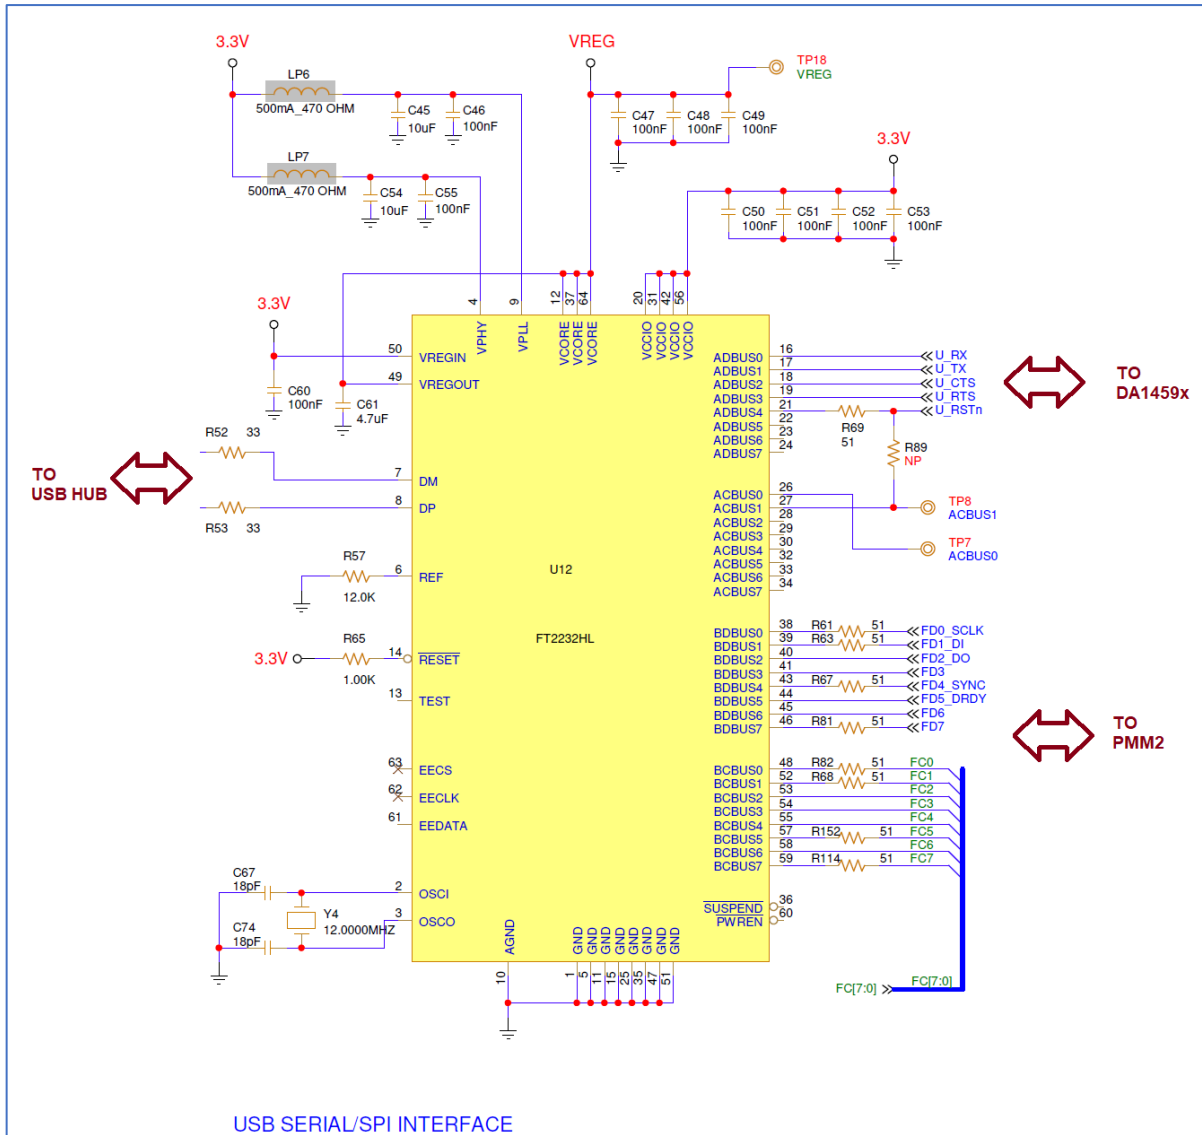 3.3V
VREG
LP6
500mA_470 OHM
C45
10uF
C46
100nF
TP18
VREG
C47
100nF
C48
100nF
C49
100nF
3.3V
LP7
500mA_470 OHM
C54
10uF
C55
100nF
C50
100nF
C51
100nF
C52
100nF
C53
100nF
3.3V
4
9
12
37
64
20
31
42
56
VPHY
VPLL
VCORE
VCORE
VCORE
VCCIO
VCCIO
VCCIO
VCCIO
50
VREGIN
49
VREGOUT
C60
100nF
C61
4.7uF
R52 33
TO
USB HUB
7
DM
8
DP
R53 33
R57
6
REF
12.0K
R65
3.3V
14
RESET
1.00K
13
TEST
63
EECS
62
EECLK
61
EEDATA
C67
18pF
2
OSCI
Y4
12.0000MHZ
3
OSCO
C74
18pF
U12
FT2232HL
ADBUS0 16 U_RX
ADBUS1 17 U_TX
ADBUS2 18 U_CTS
ADBUS3 19 U_RTS
ADBUS4 21 U_RSTn
ADBUS5 22
ADBUS6 23
ADBUS7 24
R69
51
R89
NP
TO
DA1459x
ACBUS0 26
ACBUS1 27
ACBUS2 28
ACBUS3 29
ACBUS4 30
ACBUS5 32
ACBUS6 33
ACBUS7 34
TP8
ACBUS1
TP7
ACBUS0
BDBUS0 38 R61 51 FD0_SCLK
BDBUS1 39 R63 51 FD1_DI
BDBUS2 40 FD2_DO
BDBUS3 41 FD3
BDBUS4 43 R67 51 FD4_SYNC
BDBUS5 44 FD5_DRDY
BDBUS6 45 FD6
BDBUS7 46 R81 51 FD7
TO
PMM2
BCBUS0 48 R82 51 FC0
BCBUS1 52 R68 51 FC1
BCBUS2 53 FC2
BCBUS3 54 FC3
BCBUS4 55 FC4
BCBUS5 57 R152 51 FC5
BCBUS6 58 FC6
BCBUS7 59 R114 51 FC7
SUSPEND 36
PWREN 60
AGND
GND
GND
GND
GND
GND
GND
GND
GND
10
1
5
11
15
25
35
47
51
FC[7:0] FC[7:0]
USB SERIAL/SPI INTERFACE